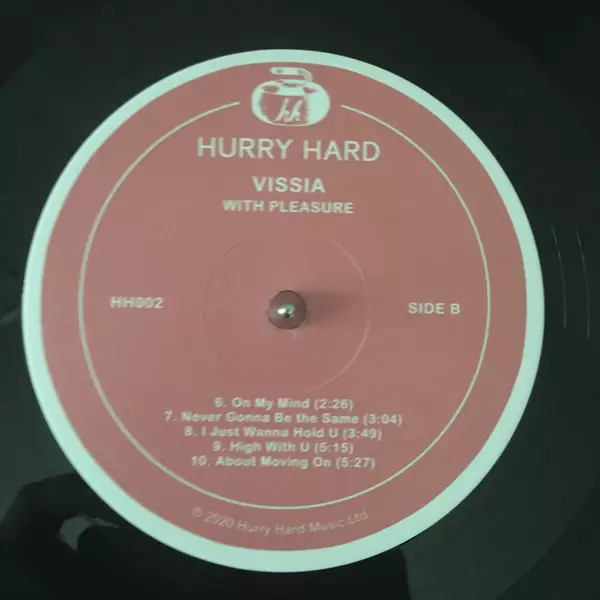 hh
HURRY HARD
VISSIA
WITH PLEASURE
HH002
SIDE B
6. On My Mind (2:26)
7. Never Gonna Be the Same (3:04)
8. I Just Wanna Hold U (3:49)
9. High With U (5:15)
10. About Moving On (5:27)
℗ 2020 Hurry Hard Music Ltd.